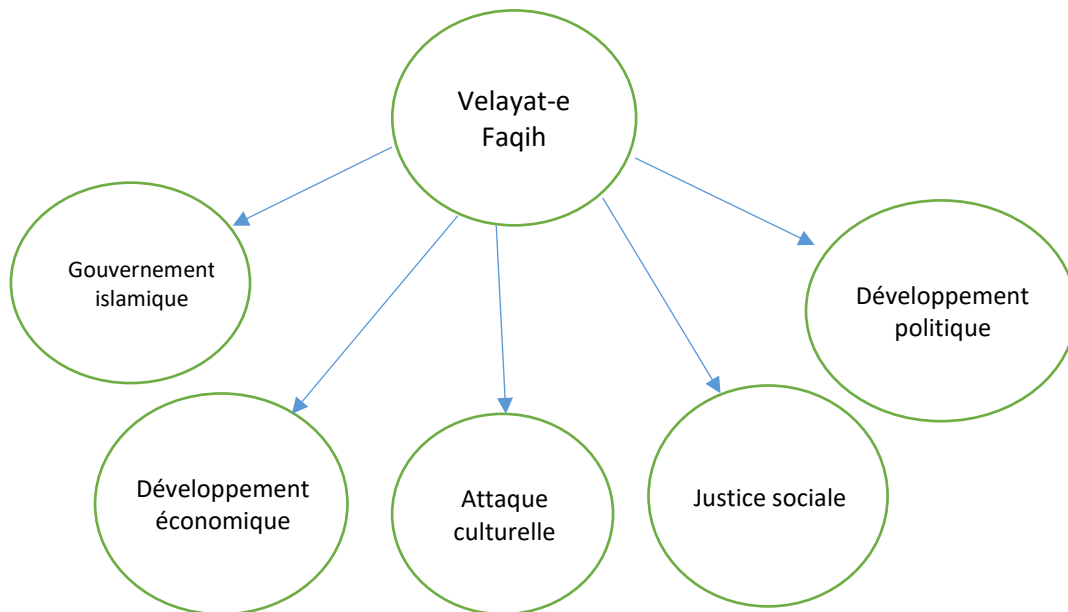 Velayat-e
Faqih
Gouvernement
islamique
Développement
politique
Développement
économique
Attaque
culturelle
Justice sociale